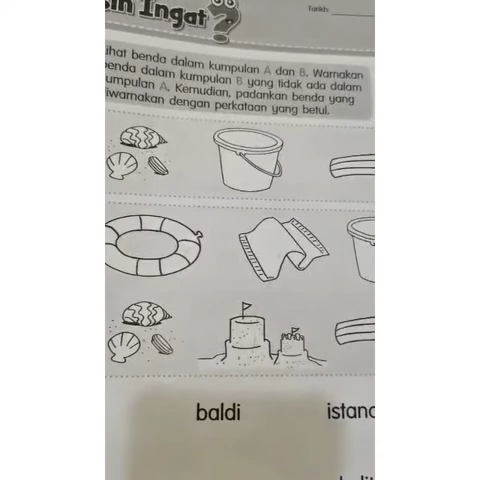 Ingat
Tarikh:
ihat benda dalam kumpulan A dan B. Warnakan
enda dalam kumpulan B yang tidak ada dalam
umpulan A. Kemudian, padankan benda yang
iwarnakan dengan perkataan yang betul.
baldi
istan